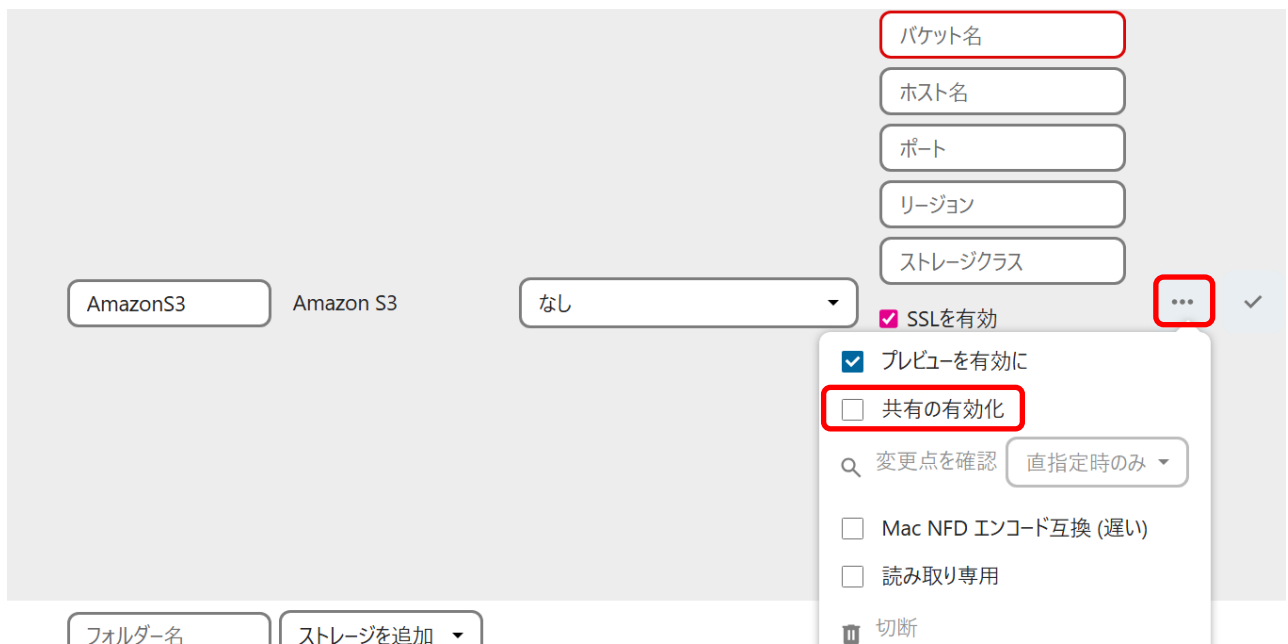 バケット名
ホスト名
ポート
リージョン
ストレージクラス
AmazonS3
Amazon S3
なし
SSLを有効
プレビューを有効に
共有の有効化
変更点を確認
直指定時のみ
Mac NFD エンコード互換 (遅い)
読み取り専用
切断
フォルダー名
ストレージを追加